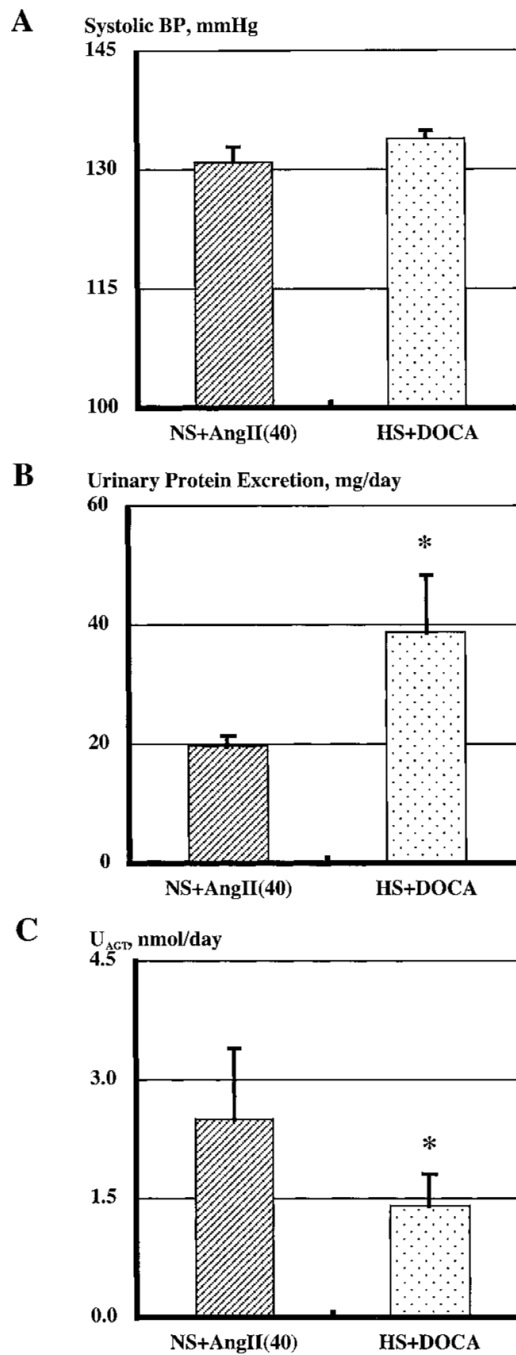 A
Systolic BP, mmHg
145
130
115
100
NS+AngII(40) HS+DOCA
B
Urinary Protein Excretion, mg/day
60
*
40
20
0
NS+AngII(40) HS+DOCA
C
U_AGT, nmol/day
4.5
3.0
*
1.5
0.0
NS+AngII(40) HS+DOCA